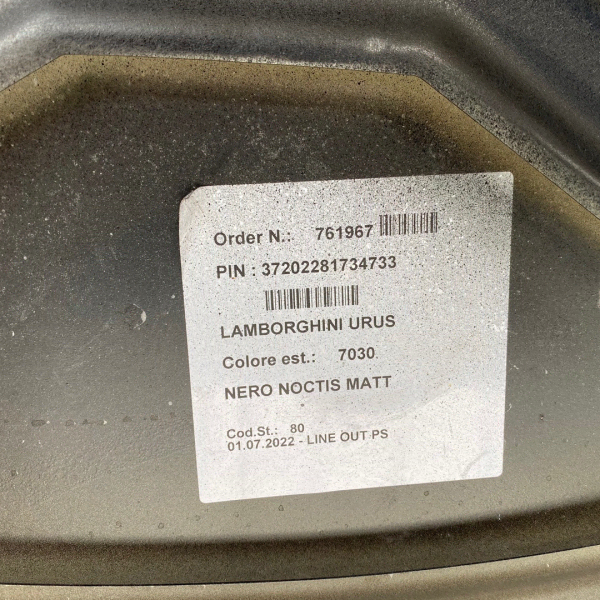 Order N.: 761967
PIN : 37202281734733
LAMBORGHINI URUS
Colore est.: 7030
NERO NOCTIS MATT
Cod.St.: 80
01.07.2022 - LINE OUT PS